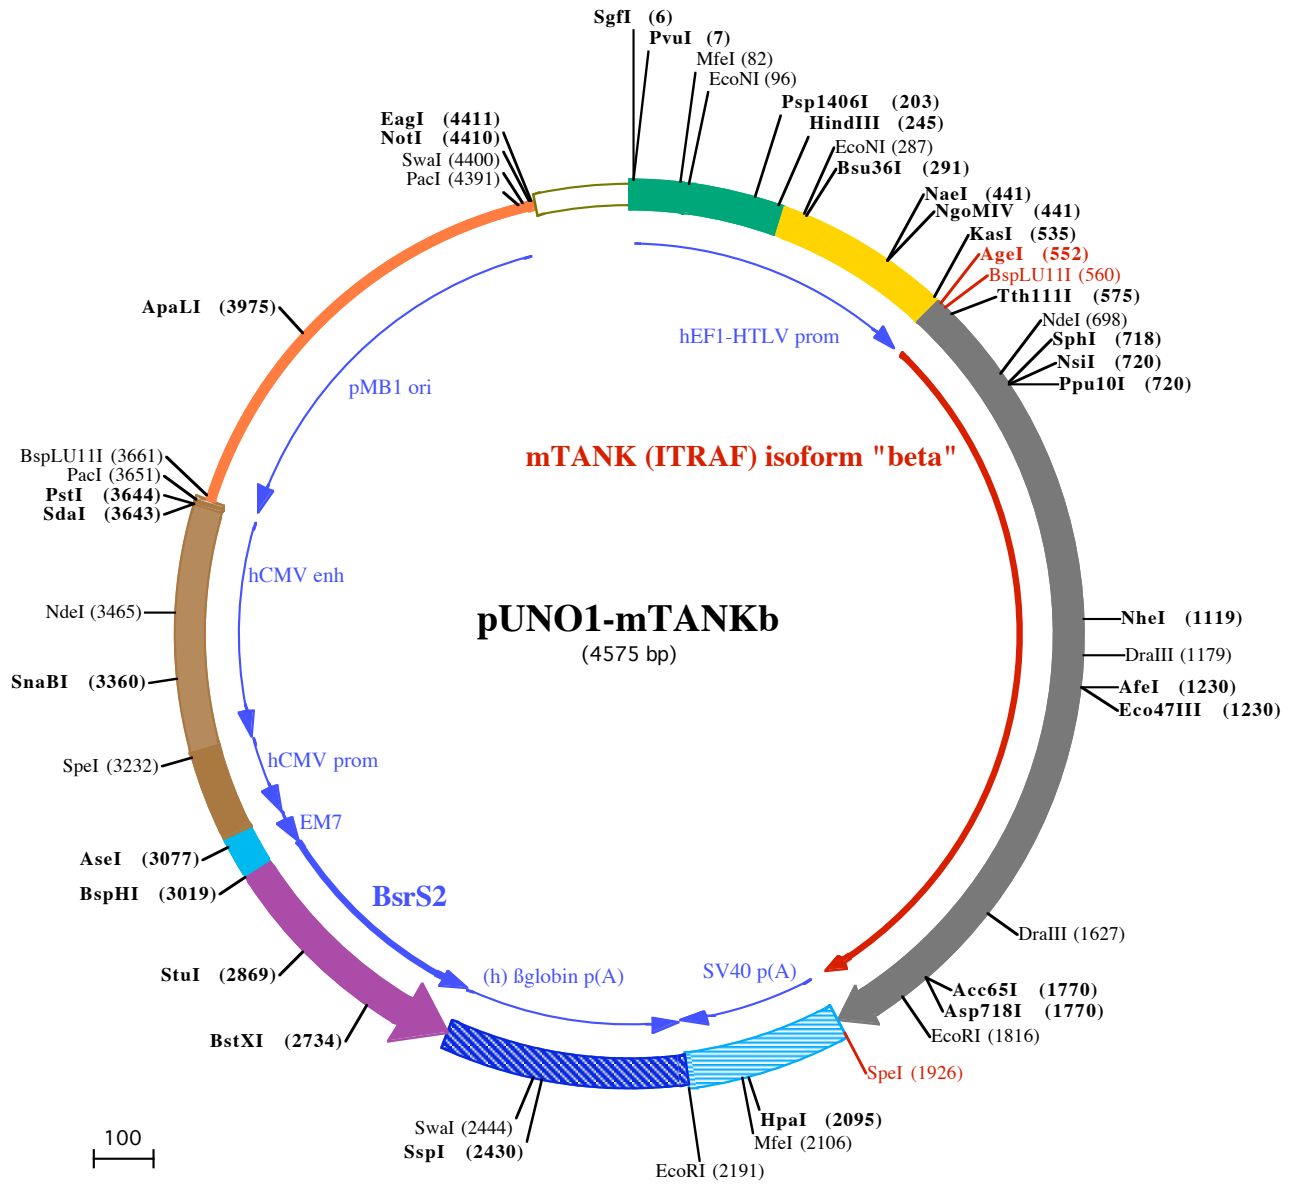 SgfI (6)
PvuI (7)
MfeI (82)
EcoNI (96)
Psp1406I (203)
HindIII (245)
EcoNI (287)
Bsu36I (291)
NaeI (441)
NgoMIV (441)
KasI (535)
AgeI (552)
BspLU11I (560)
Tth111I (575)
NdeI (698)
SphI (718)
NsiI (720)
Ppu10I (720)
NheI (1119)
DraIII (1179)
AfeI (1230)
Eco47III (1230)
DraIII (1627)
Acc65I (1770)
Asp718I (1770)
EcoRI (1816)
SpeI (1926)
HpaI (2095)
MfeI (2106)
EcoRI (2191)
SspI (2430)
SwaI (2444)
BstXI (2734)
StuI (2869)
BspHI (3019)
AseI (3077)
SpeI (3232)
SnaBI (3360)
NdeI (3465)
SdaI (3643)
PstI (3644)
PacI (3651)
BspLU11I (3661)
ApaLI (3975)
PacI (4391)
SwaI (4400)
NotI (4410)
EagI (4411)
hEF1-HTLV prom
pMB1 ori
mTANK (ITRAF) isoform "beta"
hCMV enh
pUNO1-mTANKb
(4575 bp)
hCMV prom
EM7
BsrS2
(h) ßglobin p(A)
SV40 p(A)
100